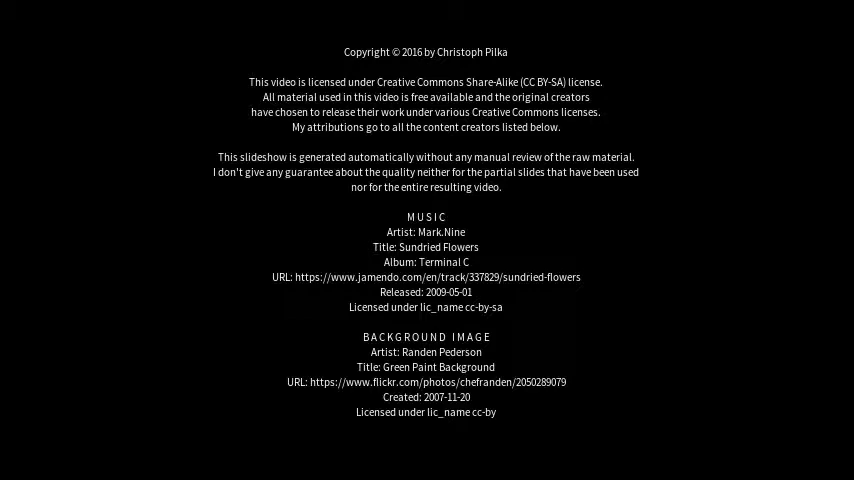 Copyright © 2016 by Christoph Pilka
This video is licensed under Creative Commons Share-Alike (CC BY-SA) license.
All material used in this video is free available and the original creators
have chosen to release their work under various Creative Commons licenses.
My attributions go to all the content creators listed below.
This slideshow is generated automatically without any manual review of the raw material.
I don't give any guarantee about the quality neither for the partial slides that have been used
nor for the entire resulting video.
MUSIC
Artist: Mark.Nine
Title: Sundried Flowers
Album: Terminal C
URL: https://www.jamendo.com/en/track/337829/sundried-flowers
Released: 2009-05-01
Licensed under lic_name cc-by-sa
BACKGROUND IMAGE
Artist: Randen Pederson
Title: Green Paint Background
URL: https://www.flickr.com/photos/chefranden/2050289079
Created: 2007-11-20
Licensed under lic_name cc-by